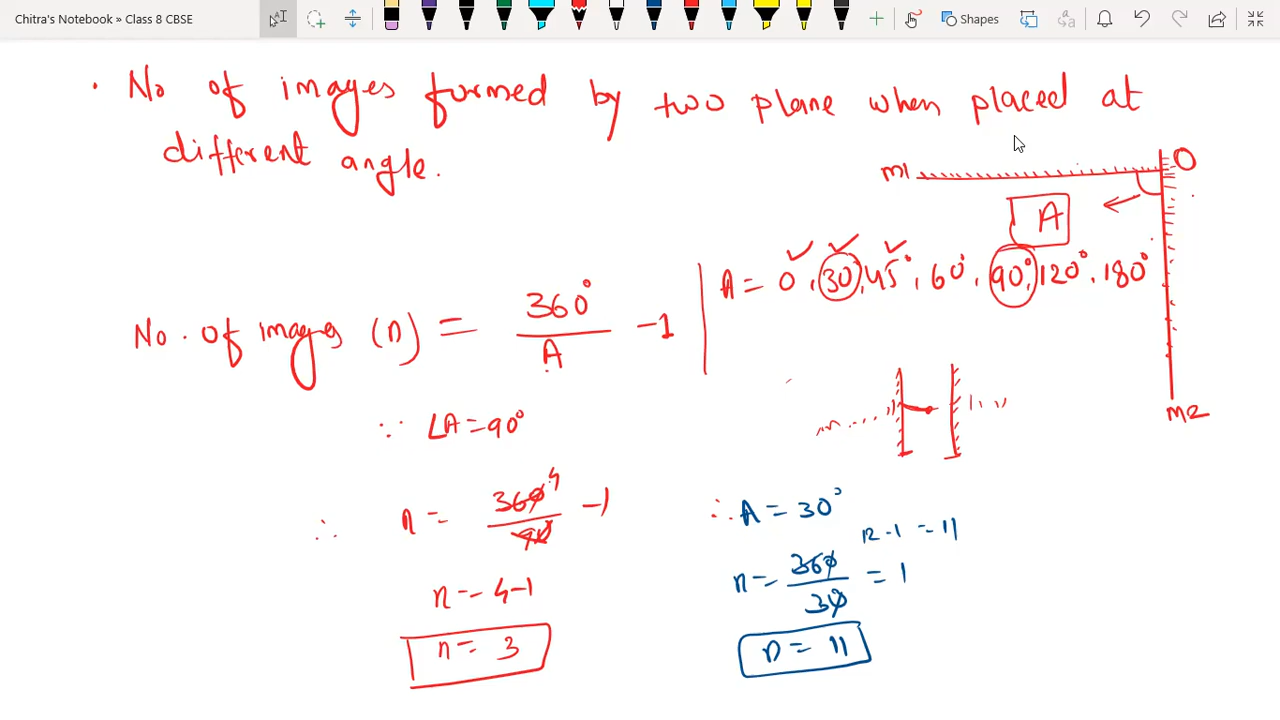 Chitra's Notebook » Class 8 CBSE
Shapes
· No of images formed by two plane when placed at
different angle.
M1
O
A
A = 0°, 30°, 45°, 60°, 90°, 120°, 180°
No. of images (n) = 360° / A - 1
M2
∵ ∠A = 90°
∴ n = 360 / 90 - 1
4
n = 4-1
n = 3
∴ A = 30°
12-1 = 11
n = 360 / 30 = 1
n = 11